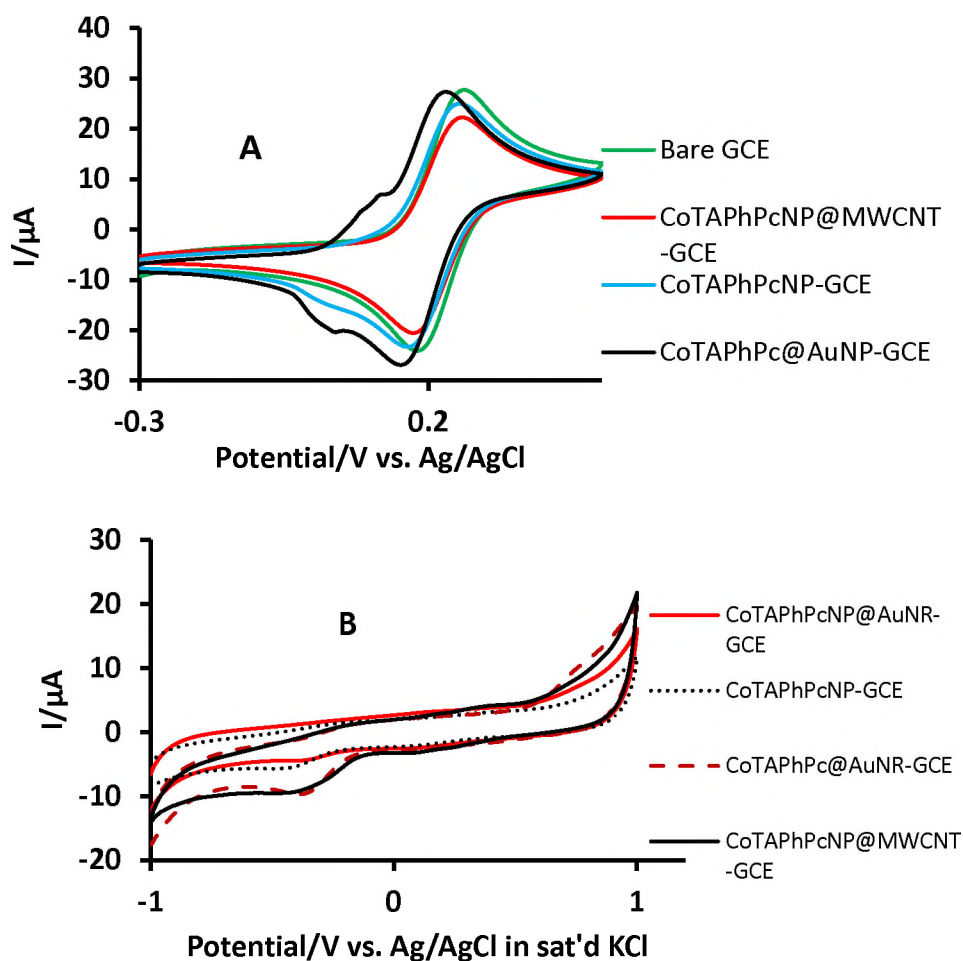 40
30
20
10
0
-10
-20
-30
I/µA
A
-0.3
0.2
Potential/V vs. Ag/AgCl
Bare GCE
CoTAPhPcNP@MWCNT
-GCE
CoTAPhPcNP-GCE
CoTAPhPc@AuNP-GCE
30
20
10
0
-10
-20
I/µA
B
-1
0
1
Potential/V vs. Ag/AgCl in sat'd KCl
CoTAPhPcNP@AuNR-
GCE
CoTAPhPcNP-GCE
CoTAPhPc@AuNR-GCE
CoTAPhPcNP@MWCNT
-GCE